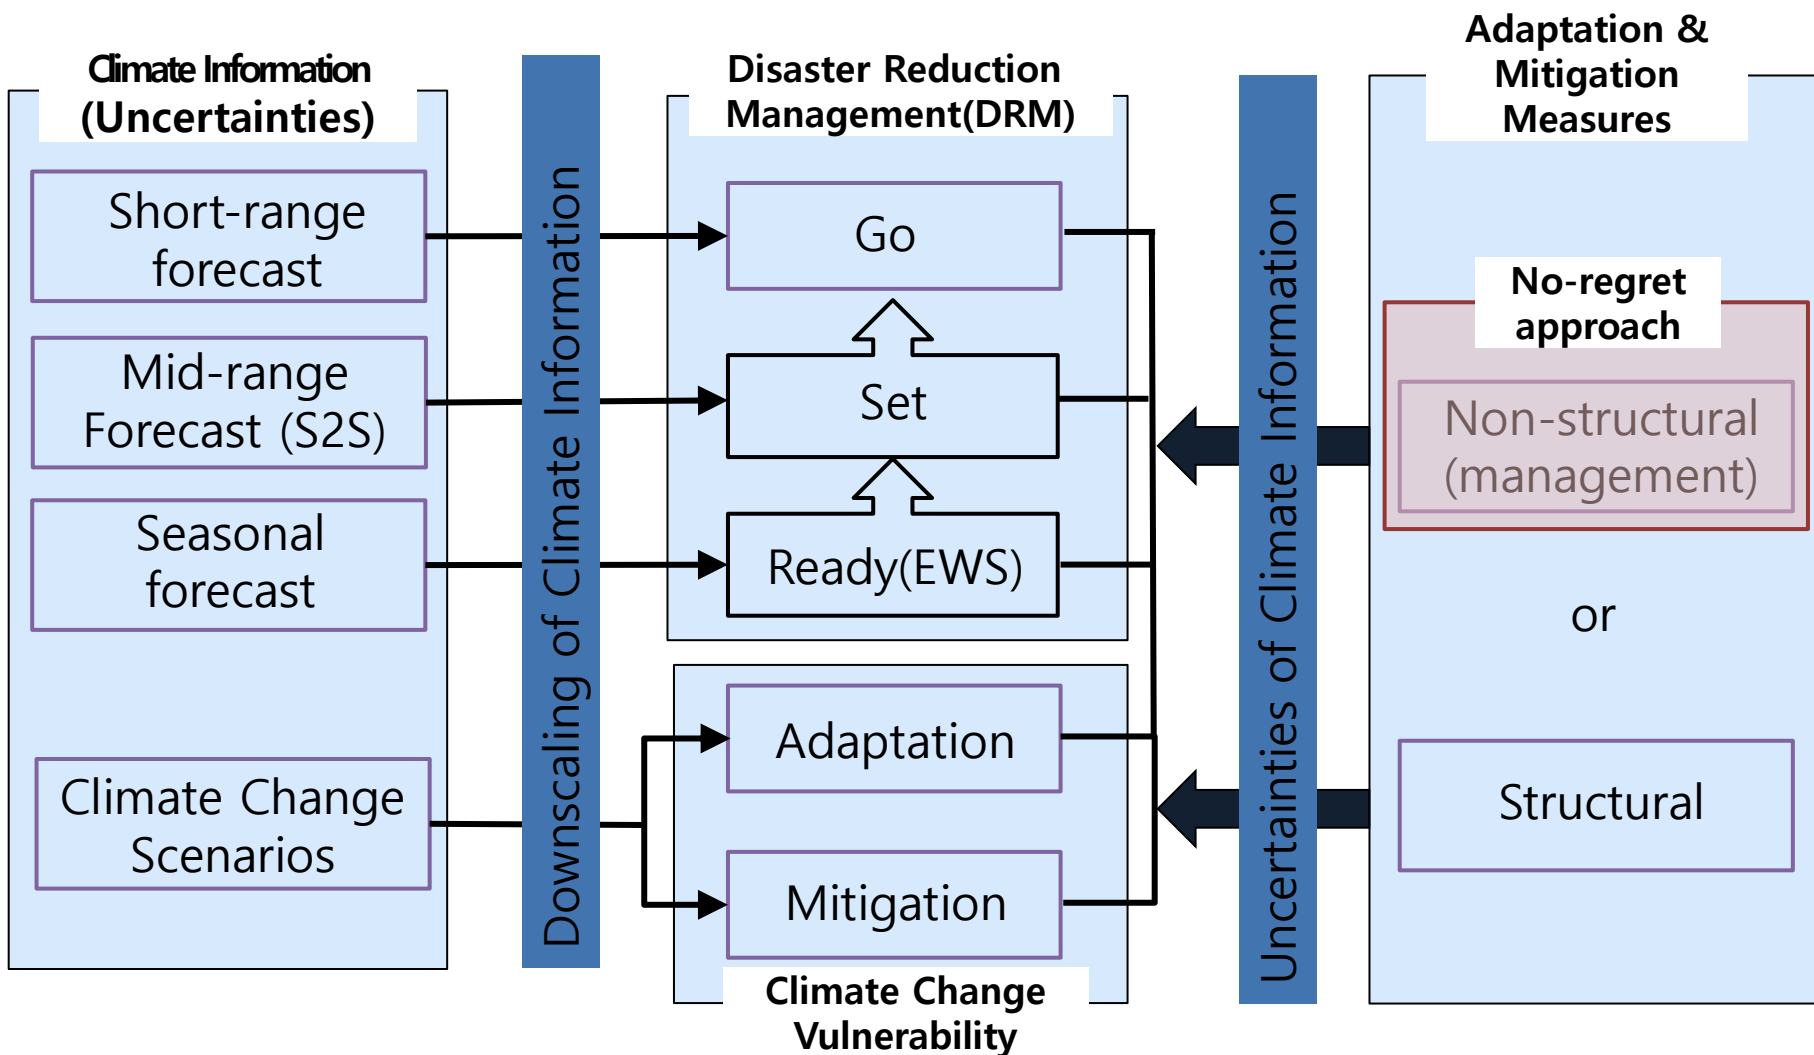 Climate Information
(Uncertainties)
Short-range
forecast
Mid-range
Forecast (S2S)
Seasonal
forecast
Climate Change
Scenarios
Downscaling of Climate Information
Disaster Reduction
Management(DRM)
Go
Set
Ready(EWS)
Adaptation
Mitigation
Climate Change
Vulnerability
Uncertainties of Climate Information
Adaptation &
Mitigation
Measures
No-regret
approach
Non-structural
(management)
or
Structural